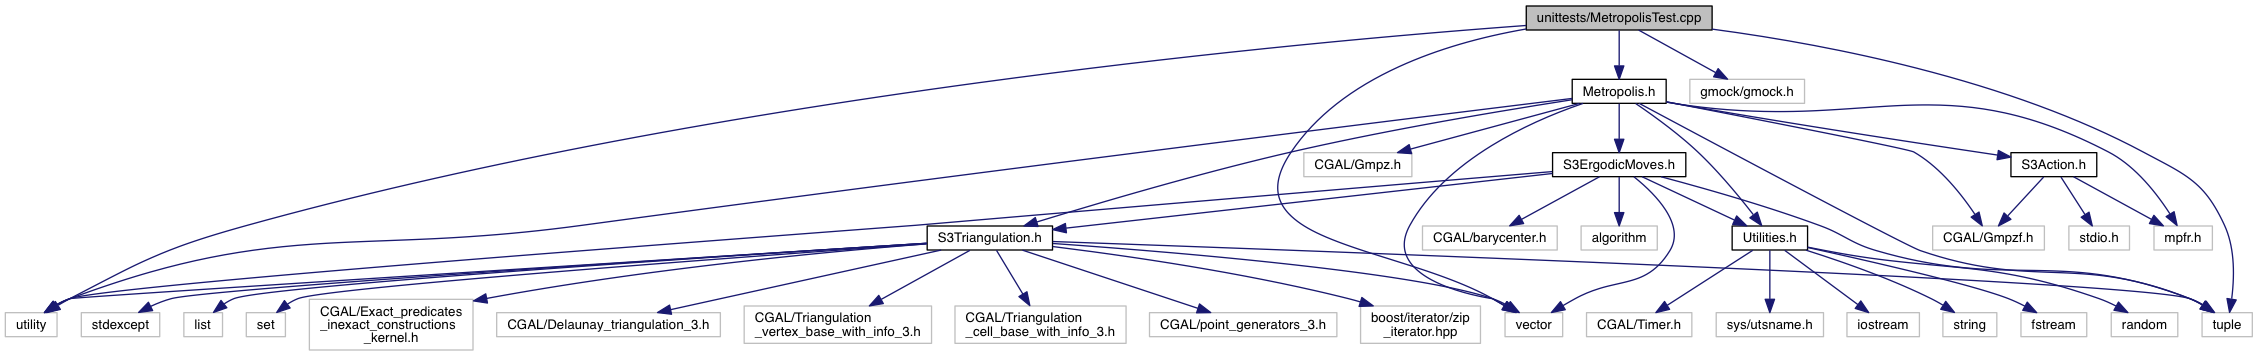 unittests/MetropolisTest.cpp
Metropolis.h
gmock/gmock.h
CGAL/Gmpz.h
S3ErgodicMoves.h
S3Action.h
S3Triangulation.h
CGAL/barycenter.h
algorithm
Utilities.h
CGAL/Gmpzf.h
stdio.h
mpfr.h
utility
stdexcept
list
set
CGAL/Exact_predicates
_inexact_constructions
_kernel.h
CGAL/Delaunay_triangulation_3.h
CGAL/Triangulation
_vertex_base_with_info_3.h
CGAL/Triangulation
_cell_base_with_info_3.h
CGAL/point_generators_3.h
boost/iterator/zip
_iterator.hpp
vector
CGAL/Timer.h
sys/utsname.h
iostream
string
fstream
random
tuple